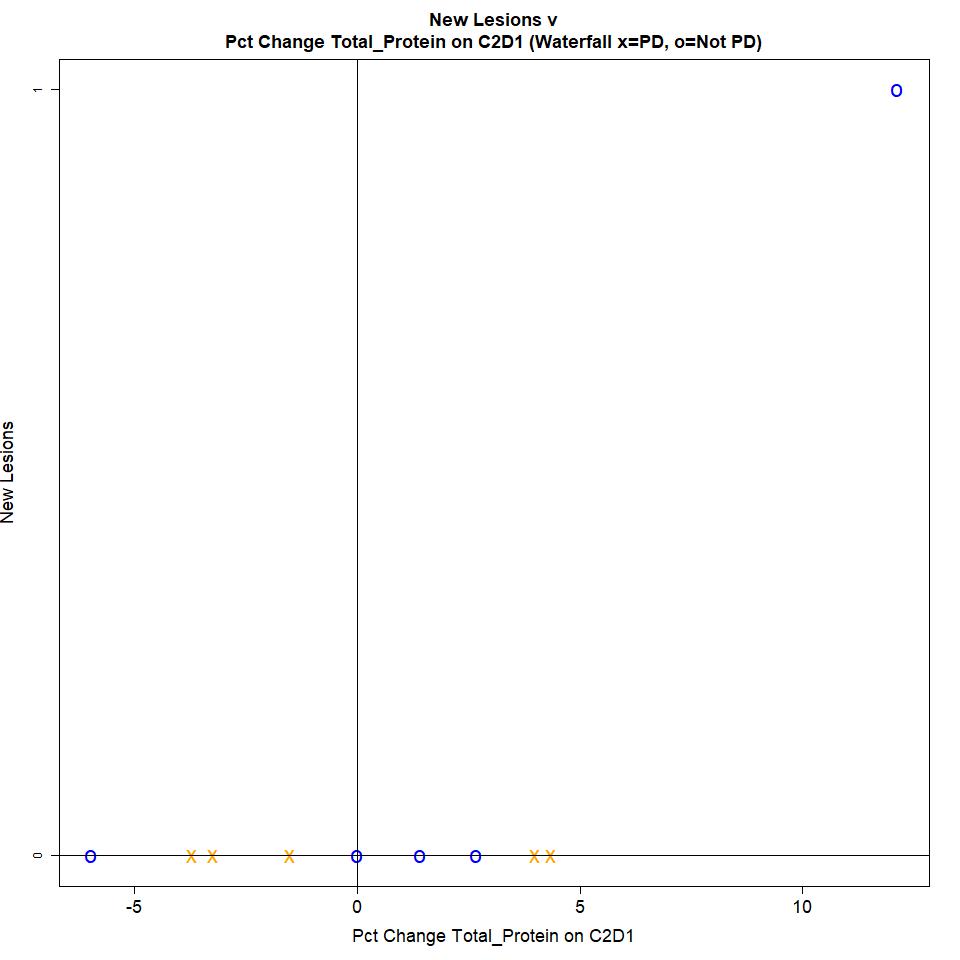 New Lesions v
Pct Change Total_Protein on C2D1 (Waterfall x=PD, o=Not PD)
1
New Lesions
0
o
o
x
x
x
o
o
o
x
x
-5
0
5
10
Pct Change Total_Protein on C2D1